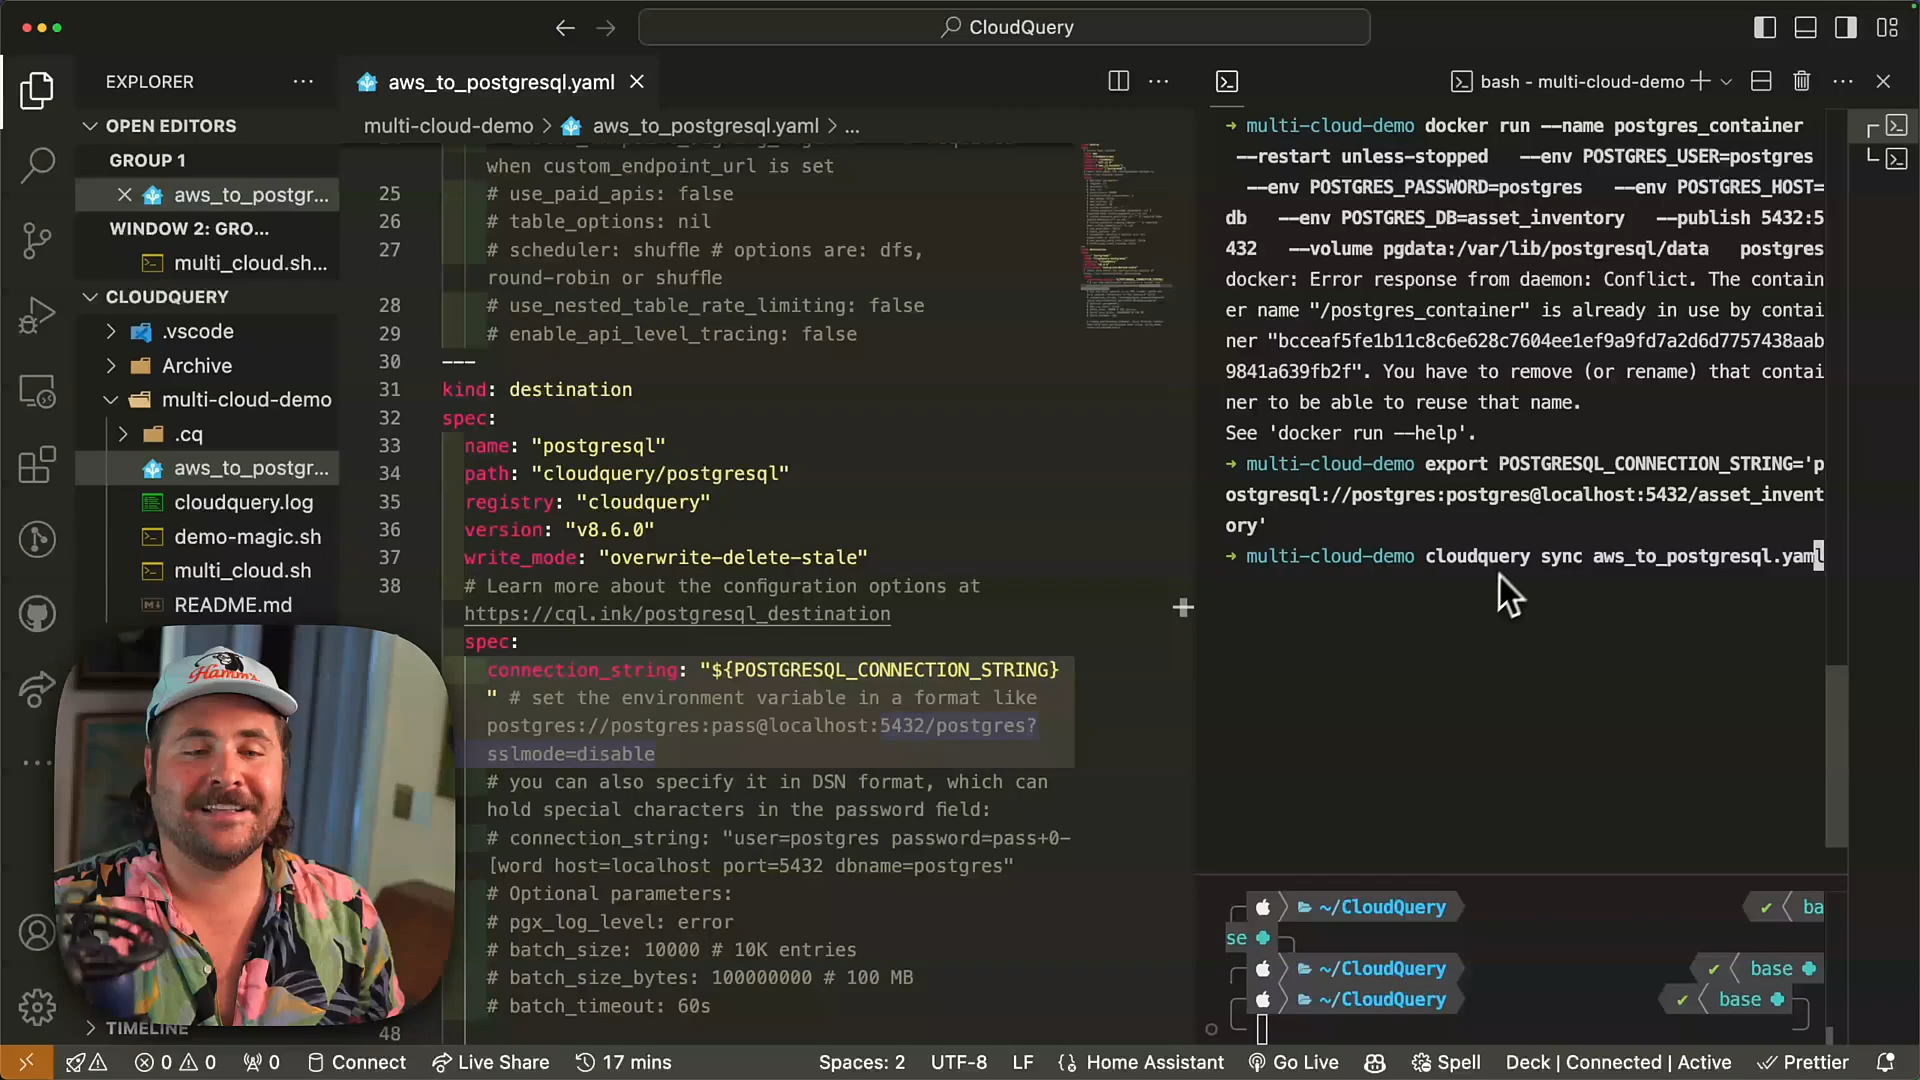 CloudQuery
EXPLORER
OPEN EDITORS
GROUP 1
aws_to_postgr...
WINDOW 2: GRO...
multi_cloud.sh...
CLOUDQUERY
.vscode
Archive
multi-cloud-demo
.cq
aws_to_postgr...
cloudquery.log
demo-magic.sh
multi_cloud.sh
README.md
TIMELINE
Hamm's
aws_to_postgresql.yaml
multi-cloud-demo > aws_to_postgresql.yaml > ...
when custom_endpoint_url is set
25 # use_paid_apis: false
26 # table_options: nil
27 # scheduler: shuffle # options are: dfs,
round-robin or shuffle
28 # use_nested_table_rate_limiting: false
29 # enable_api_level_tracing: false
30 ---
31 kind: destination
32 spec:
33 name: "postgresql"
34 path: "cloudquery/postgresql"
35 registry: "cloudquery"
36 version: "v8.6.0"
37 write_mode: "overwrite-delete-stale"
38 # Learn more about the configuration options at
https://cql.ink/postgresql_destination
spec:
connection_string: "${POSTGRESQL_CONNECTION_STRING}
" # set the environment variable in a format like
postgres://postgres:pass@localhost:5432/postgres?
sslmode=disable
# you can also specify it in DSN format, which can
hold special characters in the password field:
# connection_string: "user=postgres password=pass+0-
[word host=localhost port=5432 dbname=postgres"
# Optional parameters:
# pgx_log_level: error
# batch_size: 10000 # 10K entries
# batch_size_bytes: 100000000 # 100 MB
# batch_timeout: 60s
48
bash - multi-cloud-demo
→ multi-cloud-demo docker run --name postgres_container
--restart unless-stopped --env POSTGRES_USER=postgres
--env POSTGRES_PASSWORD=postgres --env POSTGRES_HOST=
db --env POSTGRES_DB=asset_inventory --publish 5432:5
432 --volume pgdata:/var/lib/postgresql/data postgres
docker: Error response from daemon: Conflict. The contain
er name "/postgres_container" is already in use by contai
ner "bcceaf5fe1b11c8c6e628c7604ee1ef9a9fd7a2d6d7757438aab
9841a639fb2f". You have to remove (or rename) that contai
ner to be able to reuse that name.
See 'docker run --help'.
→ multi-cloud-demo export POSTGRESQL_CONNECTION_STRING='p
ostgresql://postgres:postgres@localhost:5432/asset_invent
ory'
→ multi-cloud-demo cloudquery sync aws_to_postgresql.yaml
~/CloudQuery ✔ ba
se
~/CloudQuery ✔ base
~/CloudQuery ✔ base
0 0 0 Connect Live Share 17 mins Spaces: 2 UTF-8 LF Home Assistant Go Live Spell Deck | Connected | Active Prettier